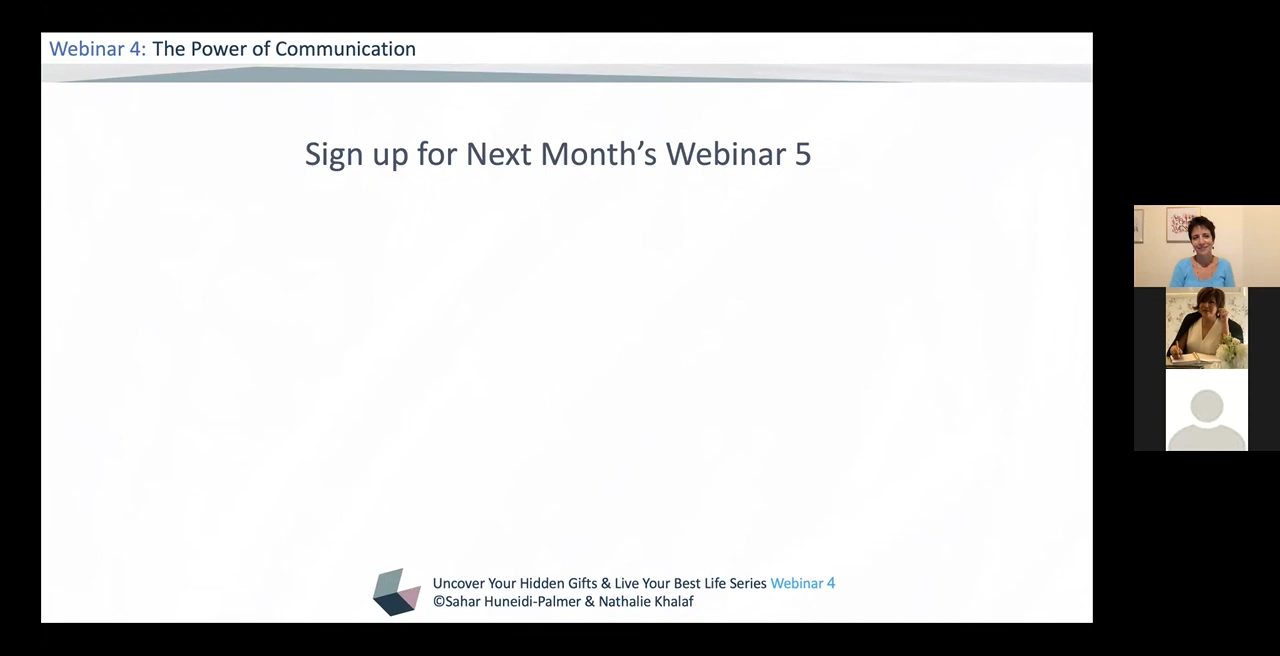 Webinar 4: The Power of Communication
Sign up for Next Month’s Webinar 5
Uncover Your Hidden Gifts & Live Your Best Life Series Webinar 4
©Sahar Huneidi-Palmer & Nathalie Khalaf